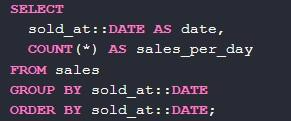 SELECT
  sold_at::DATE AS date,
  COUNT(*) AS sales_per_day
FROM sales
GROUP BY sold_at::DATE
ORDER BY sold_at::DATE;